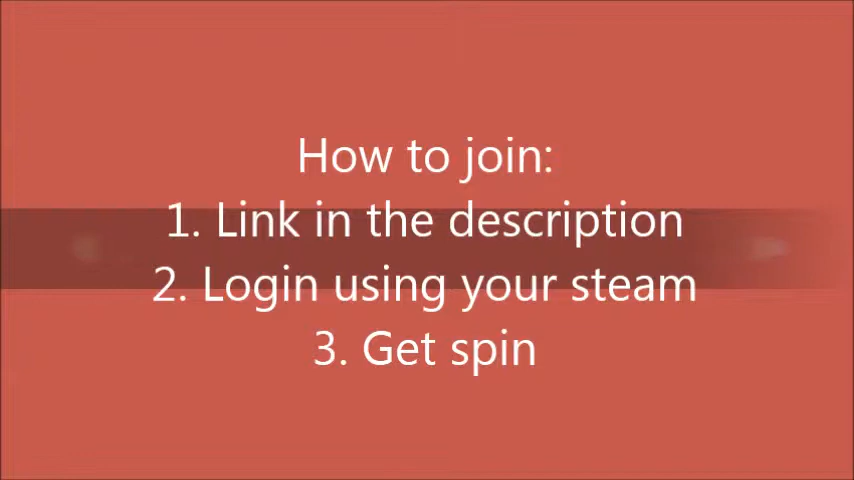 How to join:
1. Link in the description
2. Login using your steam
3. Get spin